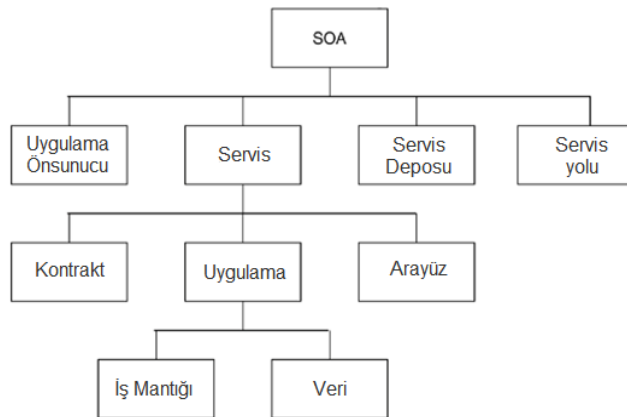 SOA
Uygulama
Önsunucu
Servis
Servis
Deposu
Servis
yolu
Kontrakt
Uygulama
Arayüz
İş Mantığı
Veri